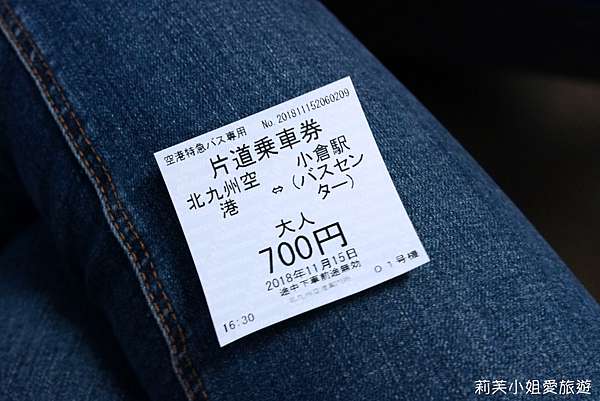 空港特急バス専用 No.201811152060209
片道乗車券
北九州空港 ⇔ 小倉駅(バスセンター)
大人
700円
2018年11月15日
途中下車前途無効
16:30 01号機
莉芙小姐愛旅遊